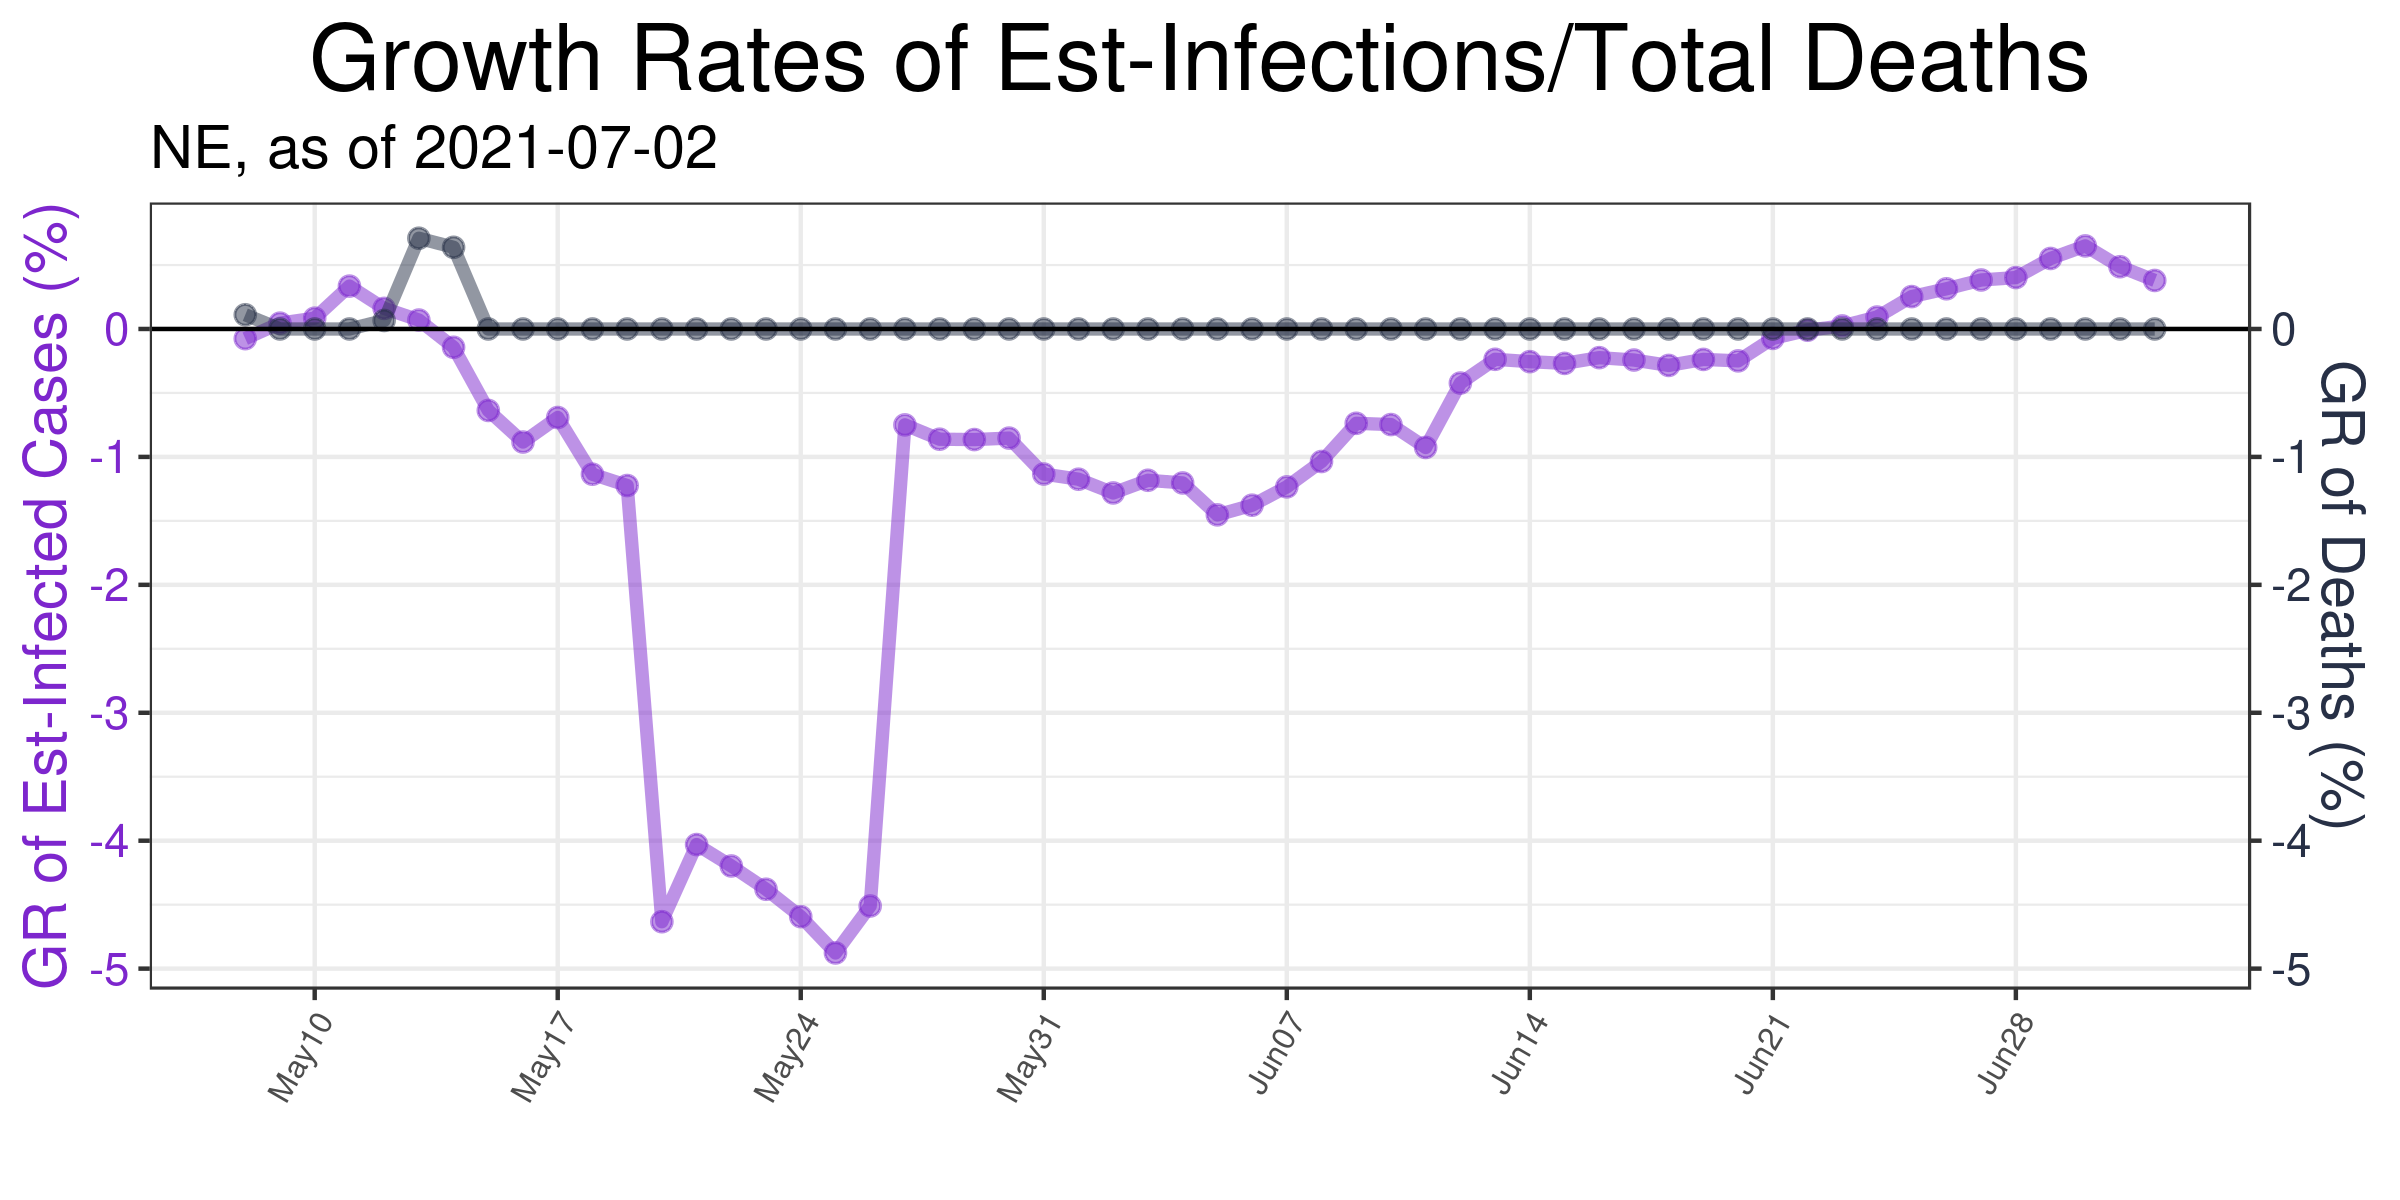 Growth Rates of Est-Infections/Total Deaths
NE, as of 2021-07-02
GR of Est-Infected Cases (%)
0
-1
-2
-3
-4
-5
0
-1
-2
-3
-4
-5
GR of Deaths (%)
May10
May17
May24
May31
Jun07
Jun14
Jun21
Jun28